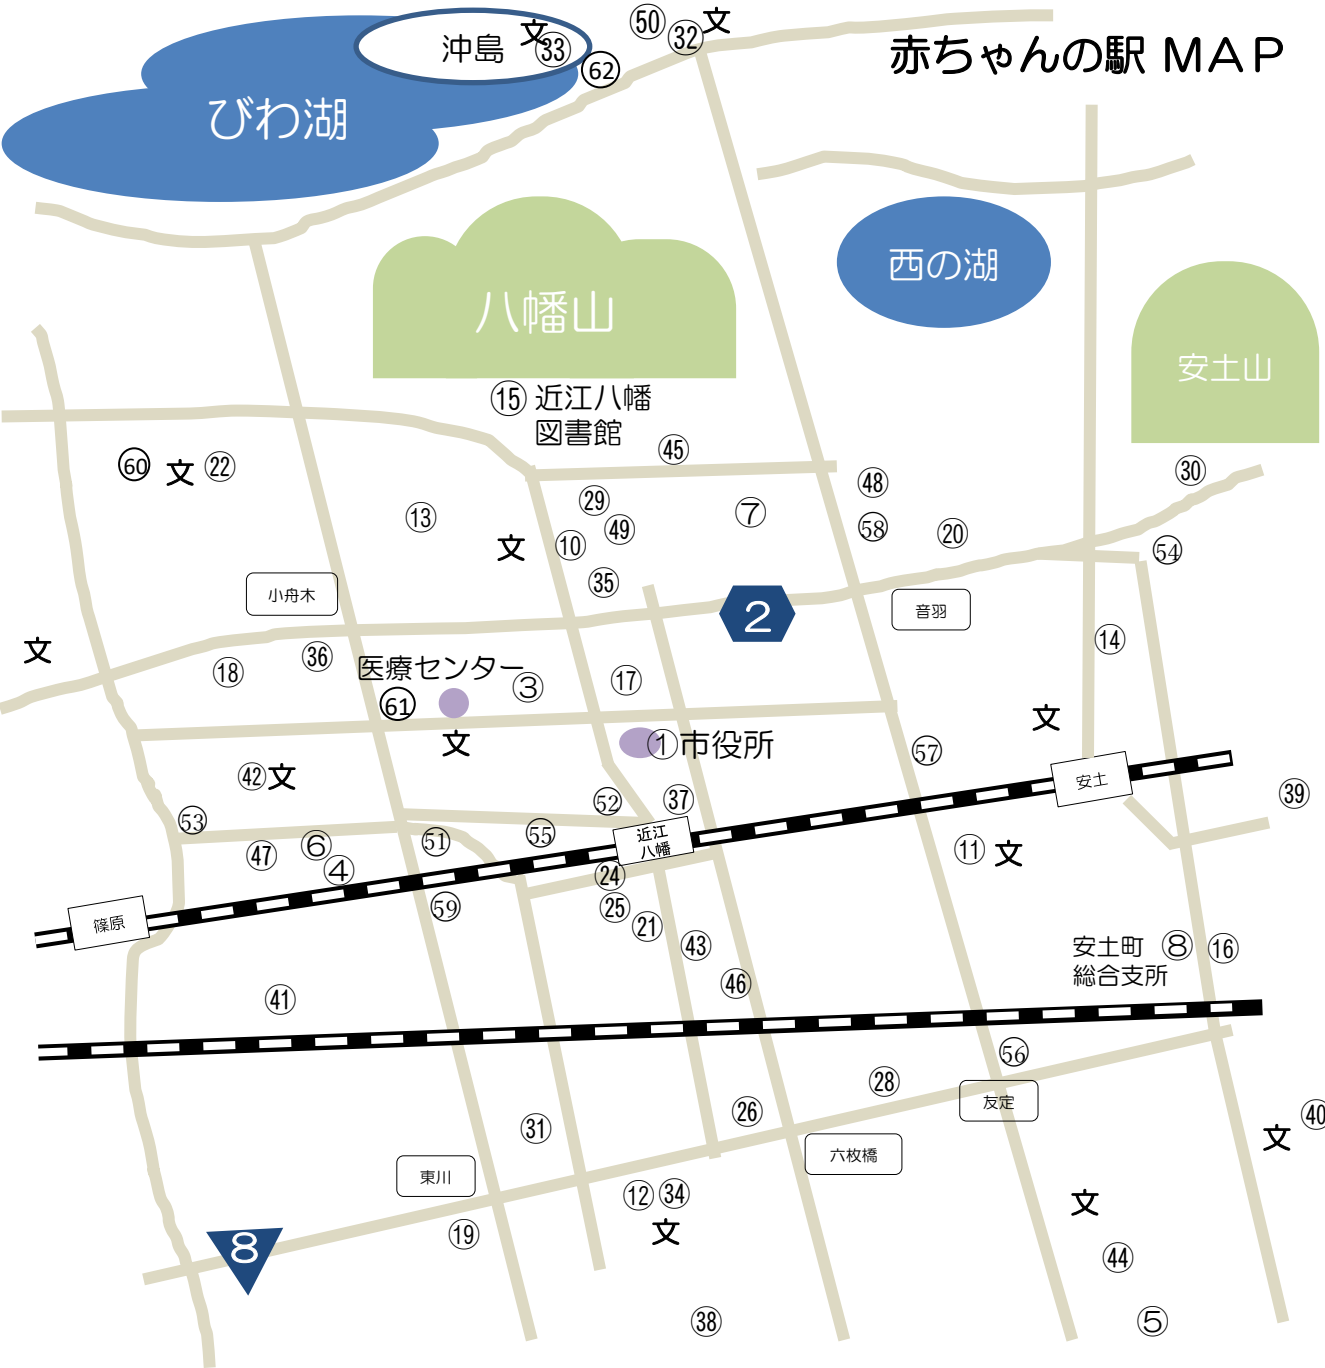 赤ちゃんの駅 MAP
㊿
文
㉜
沖島
文
㉝
62
びわ湖
西の湖
八幡山
安土山
⑮ 近江八幡
図書館
㊺
60
文
㉒
㉚
㊽
⑬
㉙
㊾
⑦
58
⑳
文
⑩
54
㉟
小舟木
2
音羽
⑭
文
⑱
㊱
医療センター
③
⑰
61
文
文
①市役所
57
㊷文
安土
53
52
㊲
㊴
㊼
⑥
④
51
55
近江
八幡
⑪
文
㉔
59
㉕
㉑
篠原
㊸
安土町
総合支所
⑧
⑯
㊶
㊻
56
㉘
友定
㉖
㉛
六枚橋
㊵
文
東川
⑫
㉞
文
文
⑲
8
㊹
㊳
⑤